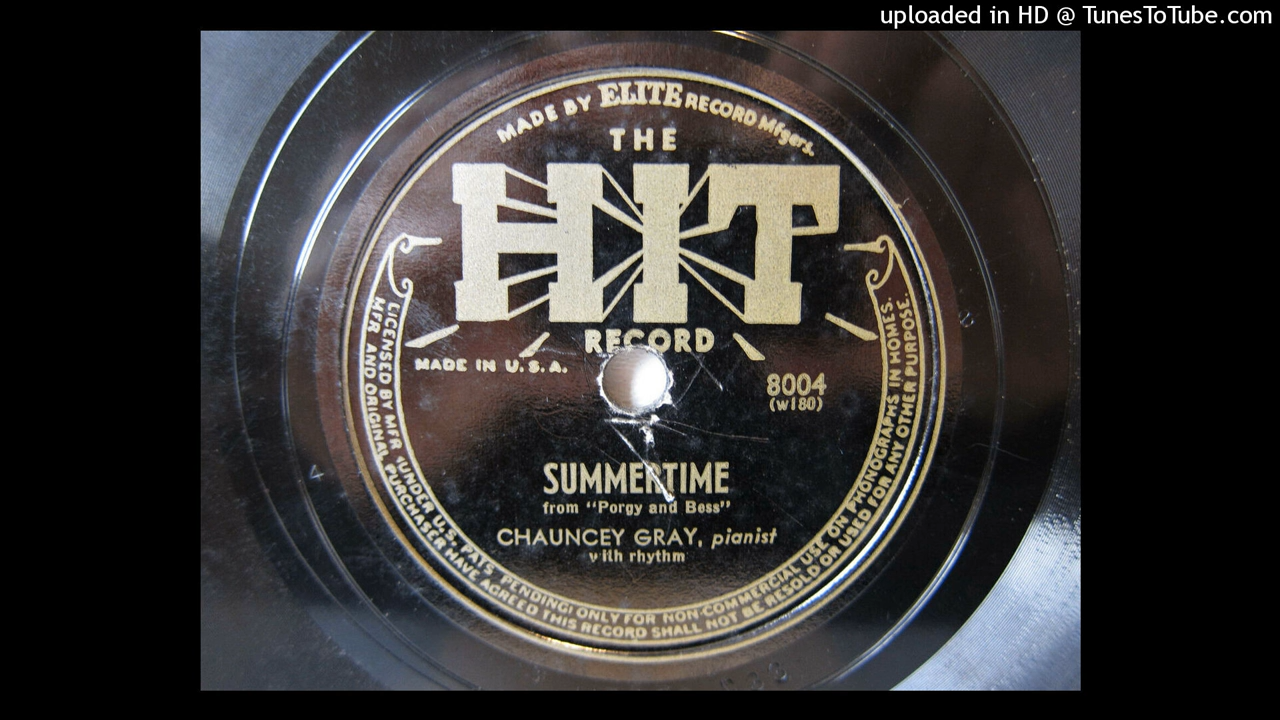 uploaded in HD @ TunesToTube.com
MADE BY ELITE RECORD Mfgers.
THE
HIT
RECORD
MADE IN U.S.A.
8004
(w180)
SUMMERTIME
from "Porgy and Bess"
CHAUNCEY GRAY, pianist
with rhythm
LICENSED BY MFR. UNDER U.S. PATS. PENDING: ONLY FOR NON-COMMERCIAL USE ON PHONOGRAPHS IN HOMES.
MFR. AND ORIGINAL PURCHASER HAVE AGREED THIS RECORD SHALL NOT BE RESOLD OR USED FOR ANY OTHER PURPOSE.